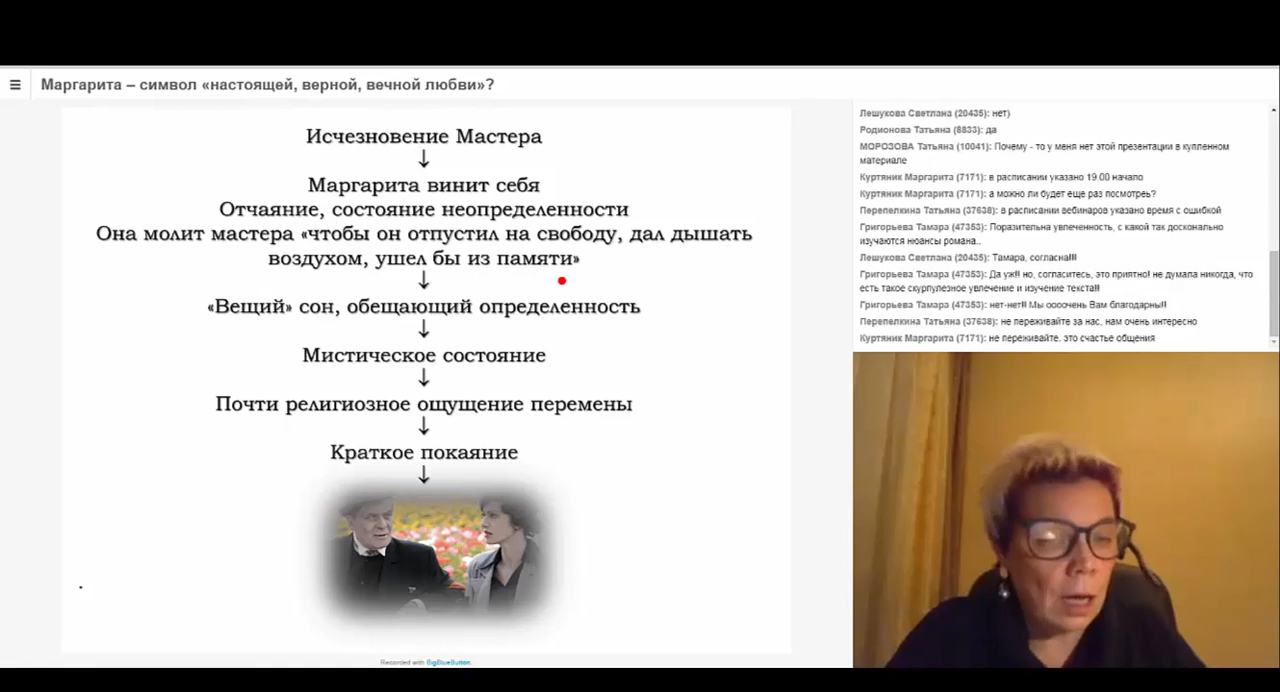 Маргарита – символ «настоящей, верной, вечной любви»?
Исчезновение Мастера
↓
Маргарита винит себя
Отчаяние, состояние неопределенности
Она молит мастера «чтобы он отпустил на свободу, дал дышать
воздухом, ушел бы из памяти»
↓
«Вещий» сон, обещающий определенность
↓
Мистическое состояние
↓
Почти религиозное ощущение перемены
↓
Краткое покаяние
↓
Recorded with BigBlueButton.
Лешукова Светлана (20435): нет)
Родионова Татьяна (8833): да
МОРОЗОВА Татьяна (10041): Почему - то у меня нет этой презентации в купленном
материале
Куртяник Маргарита (7171): в расписании указано 19.00 начало
Куртяник Маргарита (7171): а можно ли будет еще раз посмотреь?
Перепелкина Татьяна (37638): в расписании вебинаров указано время с ошибкой
Григорьева Тамара (47353): Поразительна увлеченность, с какой так досконально
изучаются нюансы романа..
Лешукова Светлана (20435): Тамара, согласна!!!
Григорьева Тамара (47353): Да уж!! но, согласитесь, это приятно! не думала никогда, что
есть такое скурпулезное увлечение и изучение текста!!!
Григорьева Тамара (47353): нет-нет!! Мы ооооочень Вам благодарны!!
Перепелкина Татьяна (37638): не переживайте за нас, нам очень интересно
Куртяник Маргарита (7171): не переживайте. это счастье общения